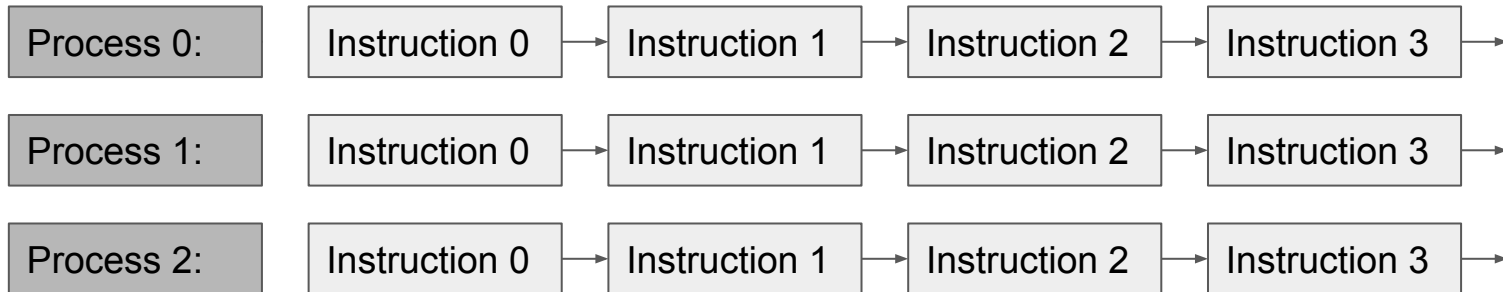 Process 0: Instruction 0 Instruction 1 Instruction 2 Instruction 3
Process 1: Instruction 0 Instruction 1 Instruction 2 Instruction 3
Process 2: Instruction 0 Instruction 1 Instruction 2 Instruction 3